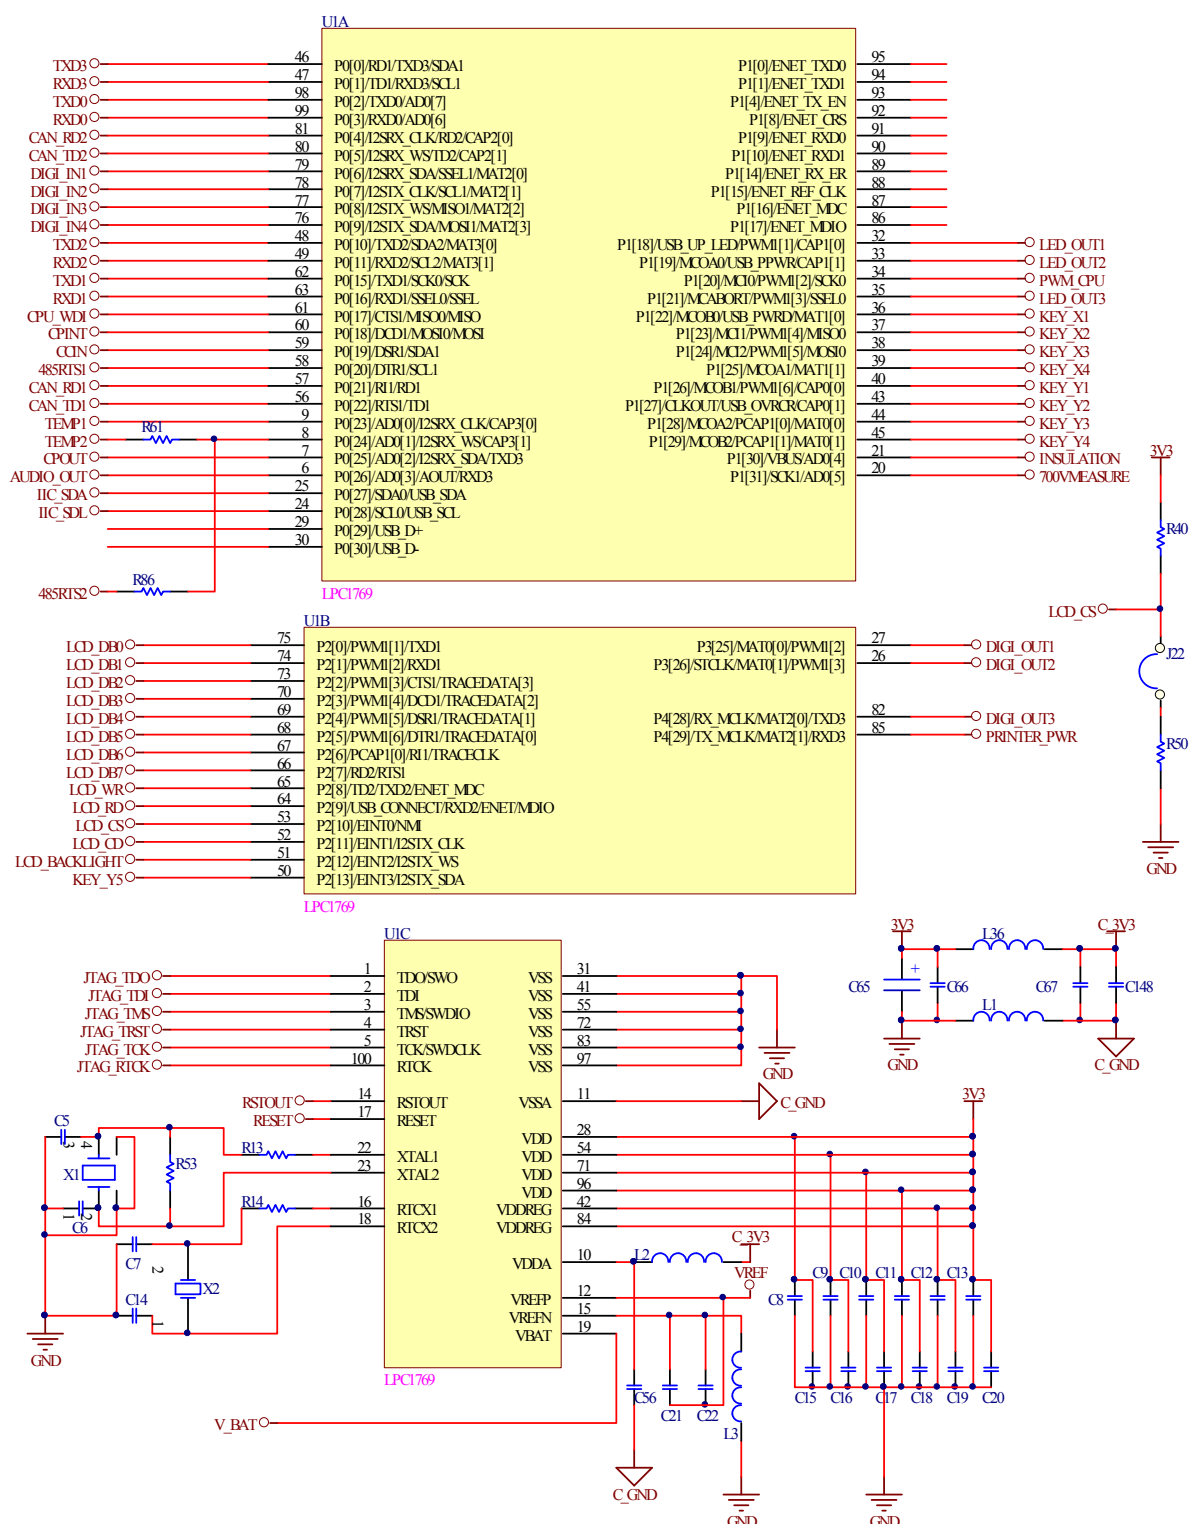 U1A
TXD3 46 P0[0]/RD1/TXD3/SDA1 P1[0]/ENET_TXD0 95
RXD3 47 P0[1]/TD1/RXD3/SCL1 P1[1]/ENET_TXD1 94
TXD0 98 P0[2]/TXD0/AD0[7] P1[4]/ENET_TX_EN 93
RXD0 99 P0[3]/RXD0/AD0[6] P1[8]/ENET_CRS 92
CAN_RD2 81 P0[4]/I2SRX_CLK/RD2/CAP2[0] P1[9]/ENET_RXD0 91
CAN_TD2 80 P0[5]/I2SRX_WS/TD2/CAP2[1] P1[10]/ENET_RXD1 90
DIGI_IN1 79 P0[6]/I2SRX_SDA/SSEL1/MAT2[0] P1[14]/ENET_RX_ER 89
DIGI_IN2 78 P0[7]/I2STX_CLK/SCL1/MAT2[1] P1[15]/ENET_REF_CLK 88
DIGI_IN3 77 P0[8]/I2STX_WS/MISO1/MAT2[2] P1[16]/ENET_MDC 87
DIGI_IN4 76 P0[9]/I2STX_SDA/MOSI1/MAT2[3] P1[17]/ENET_MDIO 86
TXD2 48 P0[10]/TXD2/SDA2/MAT3[0] P1[18]/USB_UP_LED/PWM1[1]/CAP1[0] 32 LED_OUT1
RXD2 49 P0[11]/RXD2/SCL2/MAT3[1] P1[19]/MCOA0/USB_PPWR/CAP1[1] 33 LED_OUT2
TXD1 62 P0[15]/TXD1/SCK0/SCK P1[20]/MCI0/PWM1[2]/SCK0 34 PWM_CPU
RXD1 63 P0[16]/RXD1/SSEL0/SSEL P1[21]/MCABORT/PWM1[3]/SSEL0 35 LED_OUT3
CPU_WDI 61 P0[17]/CTS1/MISO0/MISO P1[22]/MCOB0/USB_PWRD/MAT1[0] 36 KEY_X1
CPINT 60 P0[18]/DCD1/MOSI0/MOSI P1[23]/MCI1/PWM1[4]/MISO0 37 KEY_X2
CCIN 59 P0[19]/DSR1/SDA1 P1[24]/MCI2/PWM1[5]/MOSI0 38 KEY_X3
485RTS1 58 P0[20]/DTR1/SCL1 P1[25]/MCOA1/MAT1[1] 39 KEY_X4
CAN_RD1 57 P0[21]/RI1/RD1 P1[26]/MCOB1/PWM1[6]/CAP0[0] 40 KEY_Y1
CAN_TD1 56 P0[22]/RTS1/TD1 P1[27]/CLKOUT/USB_OVRCR/CAP0[1] 43 KEY_Y2
TEMP1 9 P0[23]/AD0[0]/I2SRX_CLK/CAP3[0] P1[28]/MCOA2/PCAP1[0]/MAT0[0] 44 KEY_Y3
TEMP2 R61 8 P0[24]/AD0[1]/I2SRX_WS/CAP3[1] P1[29]/MCOB2/PCAP1[1]/MAT0[1] 45 KEY_Y4
CPOUT 7 P0[25]/AD0[2]/I2SRX_SDA/TXD3 P1[30]/VBUS/AD0[4] 21 INSULATION
AUDIO_OUT 6 P0[26]/AD0[3]/AOUT/RXD3 P1[31]/SCK1/AD0[5] 20 700VMEASURE
IIC_SDA 25 P0[27]/SDA0/USB_SDA
IIC_SDL 24 P0[28]/SCL0/USB_SCL
29 P0[29]/USB_D+
30 P0[30]/USB_D-
485RTS2 R86
LPC1769
3V3
R40
LCD_CS
J22
R50
GND
U1B
LCD_DB0 75 P2[0]/PWM1[1]/TXD1 P3[25]/MAT0[0]/PWM1[2] 27 DIGI_OUT1
LCD_DB1 74 P2[1]/PWM1[2]/RXD1 P3[26]/STCLK/MAT0[1]/PWM1[3] 26 DIGI_OUT2
LCD_DB2 73 P2[2]/PWM1[3]/CTS1/TRACEDATA[3]
LCD_DB3 70 P2[3]/PWM1[4]/DCD1/TRACEDATA[2]
LCD_DB4 69 P2[4]/PWM1[5]/DSR1/TRACEDATA[1] P4[28]/RX_MCLK/MAT2[0]/TXD3 82 DIGI_OUT3
LCD_DB5 68 P2[5]/PWM1[6]/DTR1/TRACEDATA[0] P4[29]/TX_MCLK/MAT2[1]/RXD3 85 PRINTER_PWR
LCD_DB6 67 P2[6]/PCAP1[0]/RI1/TRACECLK
LCD_DB7 66 P2[7]/RD2/RTS1
LCD_WR 65 P2[8]/TD2/TXD2/ENET_MDC
LCD_RD 64 P2[9]/USB_CONNECT/RXD2/ENET/MDIO
LCD_CS 53 P2[10]/EINT0/NMI
LCD_CD 52 P2[11]/EINT1/I2STX_CLK
LCD_BACKLIGHT 51 P2[12]/EINT2/I2STX_WS
KEY_Y5 50 P2[13]/EINT3/I2STX_SDA
LPC1769
3V3 L36 C_3V3
C65 + C66 C67 C148
L1
GND C_GND
U1C
JTAG_TDO 1 TDO/SWO VSS 31
JTAG_TDI 2 TDI VSS 41
JTAG_TMS 3 TMS/SWDIO VSS 55
JTAG_TRST 4 TRST VSS 72
JTAG_TCK 5 TCK/SWDCLK VSS 83
JTAG_RTCK 100 RTCK VSS 97 GND
RSTOUT 14 RSTOUT VSSA 11 C_GND
RESET 17 RESET
3V3
VDD 28
C5 3 4 R13 22 XTAL1 VDD 54
X1 R53 23 XTAL2 VDD 71
VDD 96
C6 1 2 R14 16 RTCX1 VDDREG 42
18 RTCX2 VDDREG 84
C7 2 X2 VDDA 10 L2 C_3V3
VREFP 12 VREF
C14 1 VREFN 15
VBAT 19
GND
C8 C9 C10 C11 C12 C13
LPC1769
C56 C21 C22 L3
C15 C16 C17 C18 C19 C20
V_BAT
C_GND GND GND